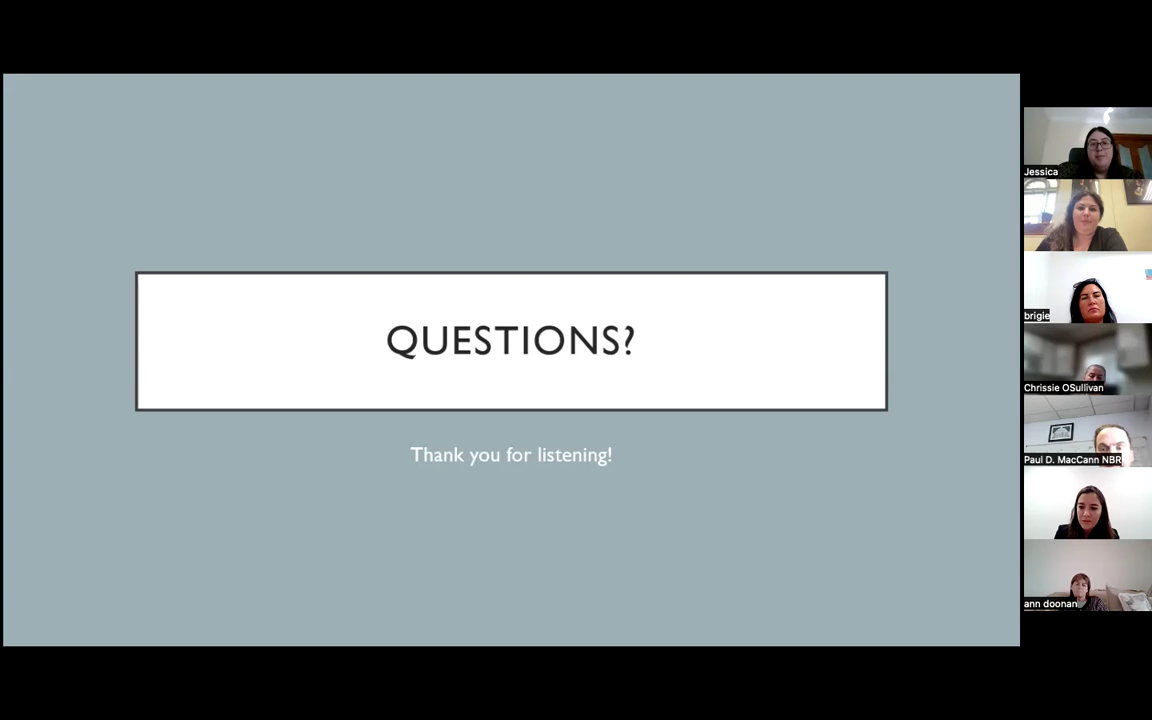 QUESTIONS?
Thank you for listening!
Jessica
brigie
Chrissie OSullivan
Paul D. MacCann NBR
ann doonan